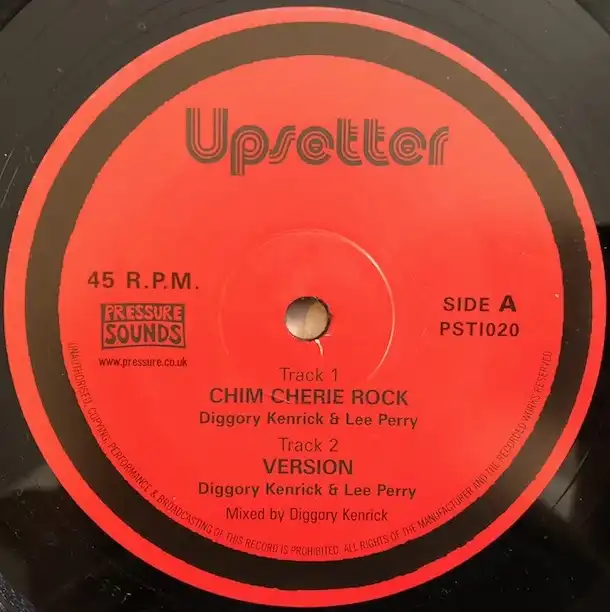 Upsetter
45 R.P.M.
PRESSURE
SOUNDS
www.pressure.co.uk
SIDE A
PSTI020
Track 1
CHIM CHERIE ROCK
Diggory Kenrick & Lee Perry
Track 2
VERSION
Diggory Kenrick & Lee Perry
Mixed by Diggory Kenrick
UNAUTHORISED, COPYING, PERFORMANCE & BROADCASTING OF THIS RECORD IS PROHIBITED. ALL RIGHTS OF THE MANUFACTURER AND THE RECORDED WORKS RESERVED